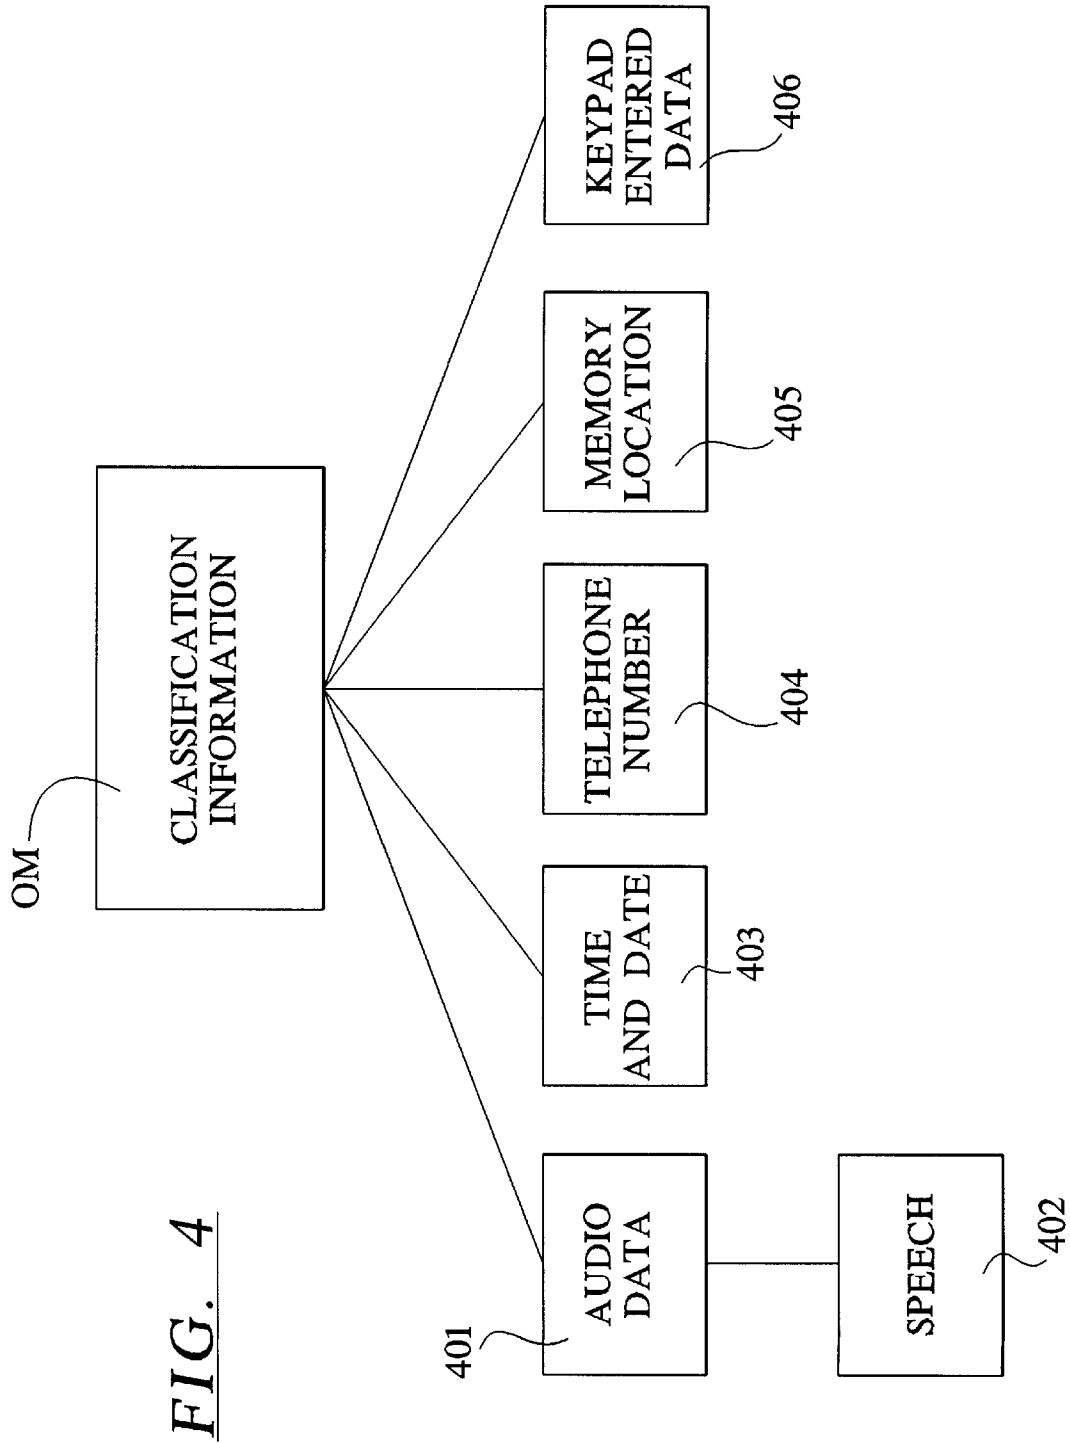 FIG. 4
OM
CLASSIFICATION
INFORMATION
401
AUDIO
DATA
TIME
AND DATE
403
TELEPHONE
NUMBER
404
MEMORY
LOCATION
405
KEYPAD
ENTERED
DATA
406
SPEECH
402